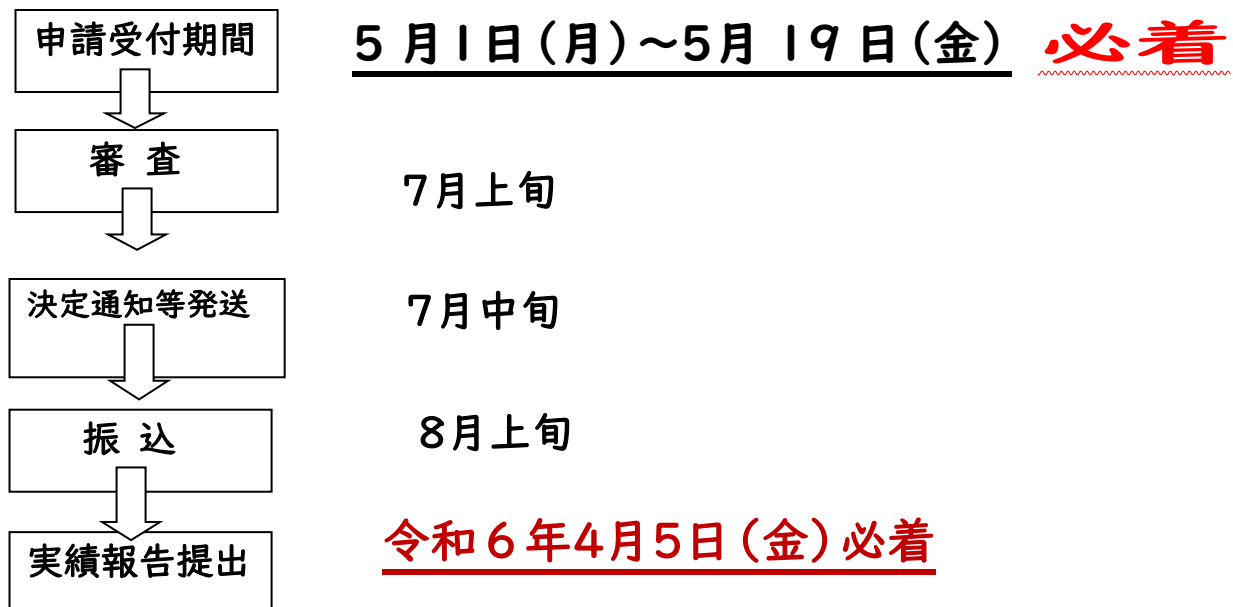 申請受付期間
5月1日(月)~5月19日(金) 必着
審 査
7月上旬
決定通知等発送
7月中旬
振 込
8月上旬
令和6年4月5日(金)必着
実績報告提出